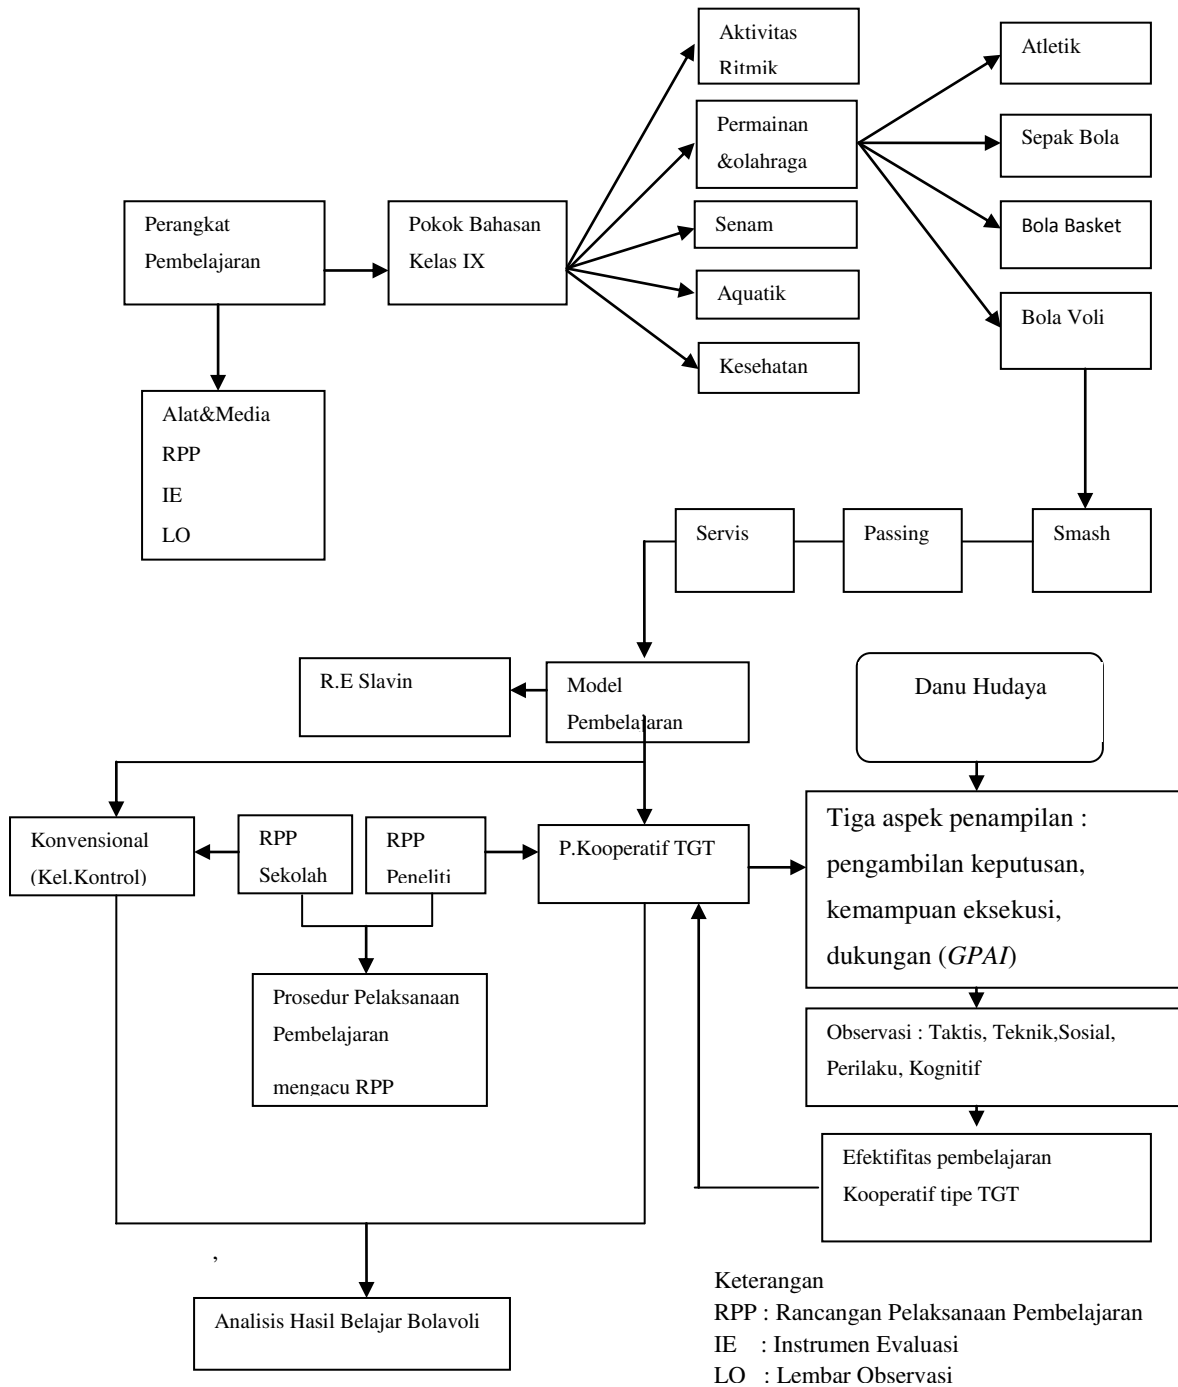 Aktivitas
Ritmik
Atletik
Permainan
&olahraga
Sepak Bola
Perangkat
Pembelajaran
Pokok Bahasan
Kelas IX
Senam
Bola Basket
Aquatik
Bola Voli
Kesehatan
Alat&Media
RPP
IE
LO
Servis
Passing
Smash
R.E Slavin
Model
Pembelajaran
Danu Hudaya
Konvensional
(Kel.Kontrol)
RPP
Sekolah
RPP
Peneliti
P.Kooperatif TGT
Tiga aspek penampilan :
pengambilan keputusan,
kemampuan eksekusi,
dukungan (GPAI)
Prosedur Pelaksanaan
Pembelajaran
mengacu RPP
Observasi : Taktis, Teknik,Sosial,
Perilaku, Kognitif
Efektifitas pembelajaran
Kooperatif tipe TGT
,
Analisis Hasil Belajar Bolavoli
Keterangan
RPP : Rancangan Pelaksanaan Pembelajaran
IE : Instrumen Evaluasi
LO : Lembar Observasi